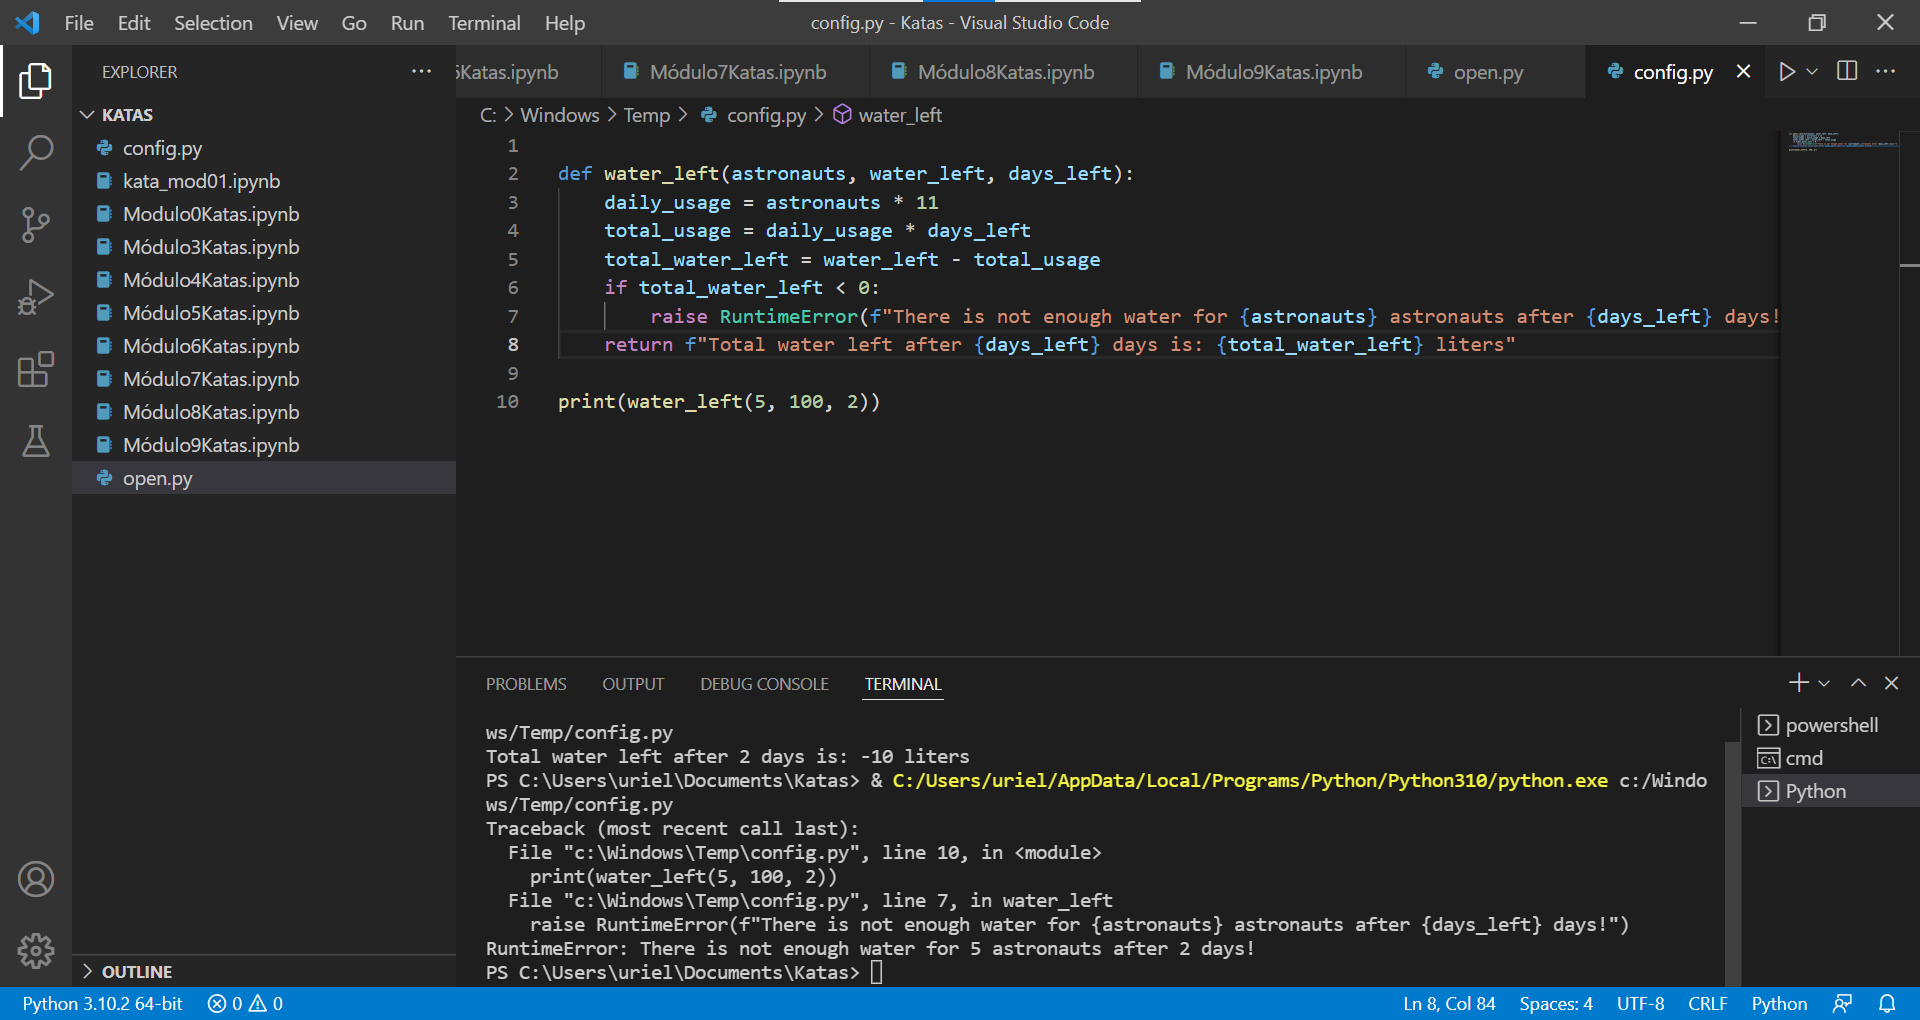 File Edit Selection View Go Run Terminal Help
config.py - Katas - Visual Studio Code
EXPLORER
KATAS
config.py
kata_mod01.ipynb
Modulo0Katas.ipynb
Módulo3Katas.ipynb
Módulo4Katas.ipynb
Módulo5Katas.ipynb
Módulo6Katas.ipynb
Módulo7Katas.ipynb
Módulo8Katas.ipynb
Módulo9Katas.ipynb
open.py
OUTLINE
Katas.ipynb Módulo7Katas.ipynb Módulo8Katas.ipynb Módulo9Katas.ipynb open.py config.py
C: > Windows > Temp > config.py > water_left
1
2 def water_left(astronauts, water_left, days_left):
3 daily_usage = astronauts * 11
4 total_usage = daily_usage * days_left
5 total_water_left = water_left - total_usage
6 if total_water_left < 0:
7 raise RuntimeError(f"There is not enough water for {astronauts} astronauts after {days_left} days!
8 return f"Total water left after {days_left} days is: {total_water_left} liters"
9
10 print(water_left(5, 100, 2))
PROBLEMS OUTPUT DEBUG CONSOLE TERMINAL
ws/Temp/config.py
Total water left after 2 days is: -10 liters
PS C:\Users\uriel\Documents\Katas> & C:/Users/uriel/AppData/Local/Programs/Python/Python310/python.exe c:/Windo
ws/Temp/config.py
Traceback (most recent call last):
File "c:\Windows\Temp\config.py", line 10, in <module>
print(water_left(5, 100, 2))
File "c:\Windows\Temp\config.py", line 7, in water_left
raise RuntimeError(f"There is not enough water for {astronauts} astronauts after {days_left} days!")
RuntimeError: There is not enough water for 5 astronauts after 2 days!
PS C:\Users\uriel\Documents\Katas>
powershell
cmd
Python
Python 3.10.2 64-bit 0 0 Ln 8, Col 84 Spaces: 4 UTF-8 CRLF Python